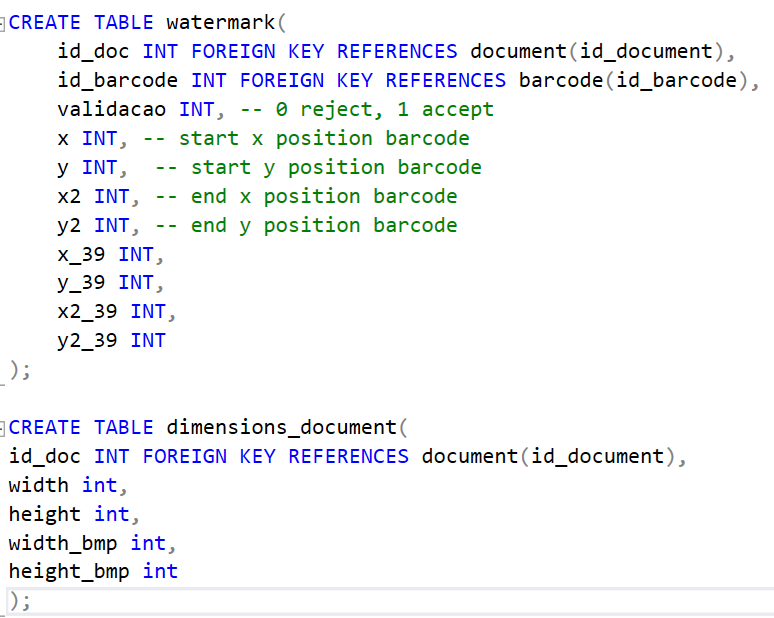 CREATE TABLE watermark(
    id_doc INT FOREIGN KEY REFERENCES document(id_document),
    id_barcode INT FOREIGN KEY REFERENCES barcode(id_barcode),
    validacao INT, -- 0 reject, 1 accept
    x INT, -- start x position barcode
    y INT,  -- start y position barcode
    x2 INT, -- end x position barcode
    y2 INT, -- end y position barcode
    x_39 INT,
    y_39 INT,
    x2_39 INT,
    y2_39 INT
);

CREATE TABLE dimensions_document(
id_doc INT FOREIGN KEY REFERENCES document(id_document),
width int,
height int,
width_bmp int,
height_bmp int
);